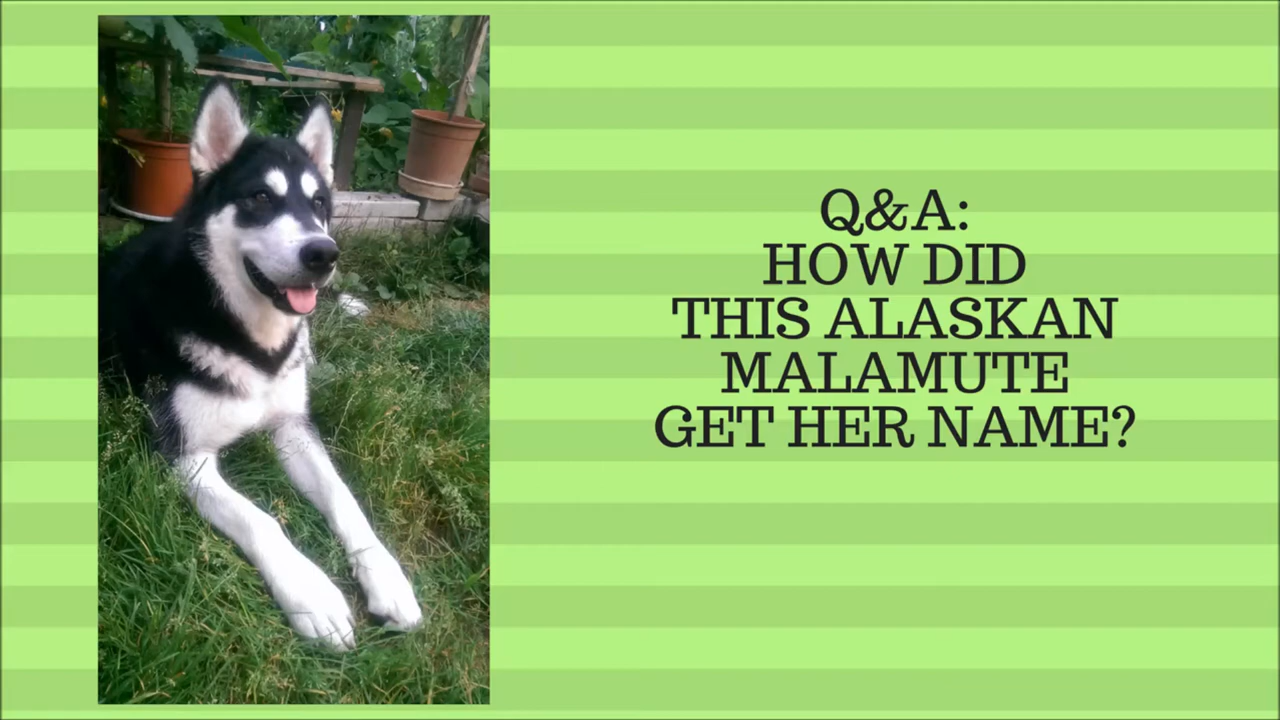 Q&A:
HOW DID
THIS ALASKAN
MALAMUTE
GET HER NAME?